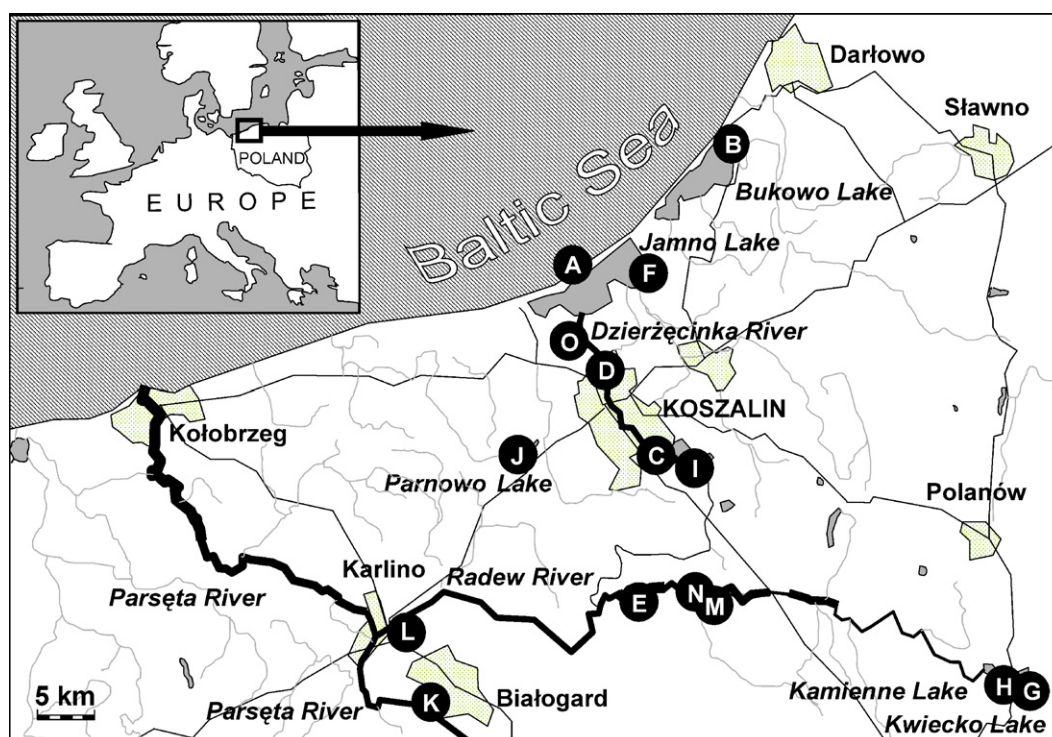 Darłowo
Sławno
POLAND
EUROPE
Baltic Sea
B
Bukowo Lake
Jamno Lake
A
F
O
Dzierżęcinka River
D
KOSZALIN
Kołobrzeg
J
C
I
Parnowo Lake
Polanów
Karlino
Radew River
Parsęta River
E
N
M
L
5 km
Parsęta River
K
Białogard
Kamienne Lake
H
G
Kwiecko Lake